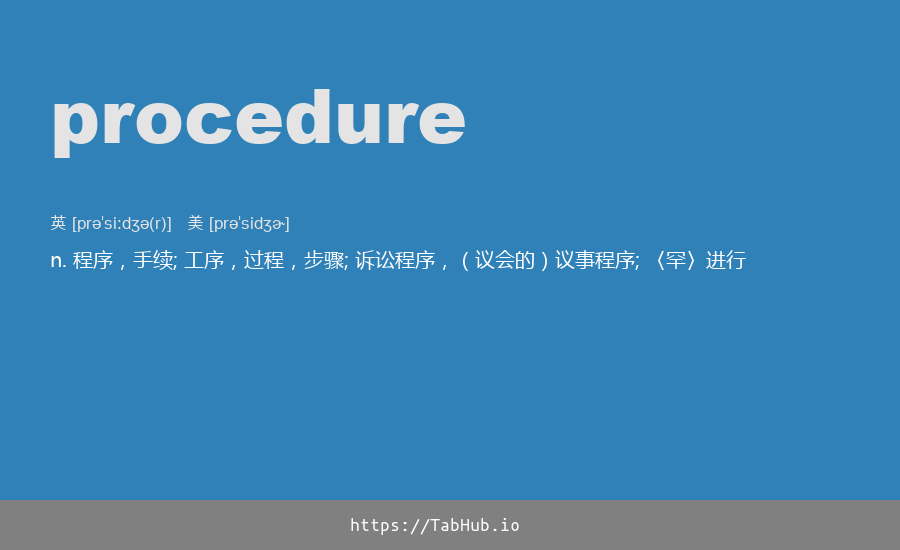 procedure
英 [prəˈsiːdʒə(r)] 美 [prəˈsidʒɚ]
n. 程序，手续; 工序，过程，步骤; 诉讼程序，（议会的）议事程序; 〈罕〉进行
https://TabHub.io